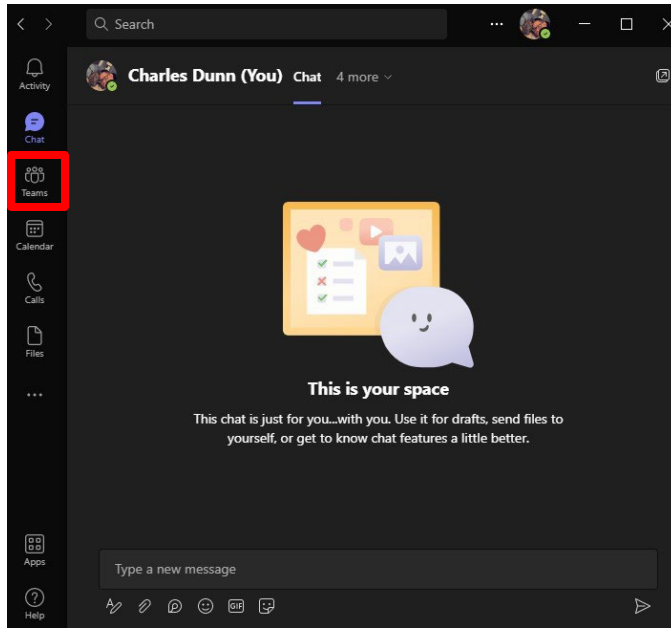 Search
Activity
Chat
Teams
Calendar
Calls
Files
Apps
Help
Charles Dunn (You) Chat 4 more
This is your space
This chat is just for you...with you. Use it for drafts, send files to
yourself, or get to know chat features a little better.
Type a new message
GIF